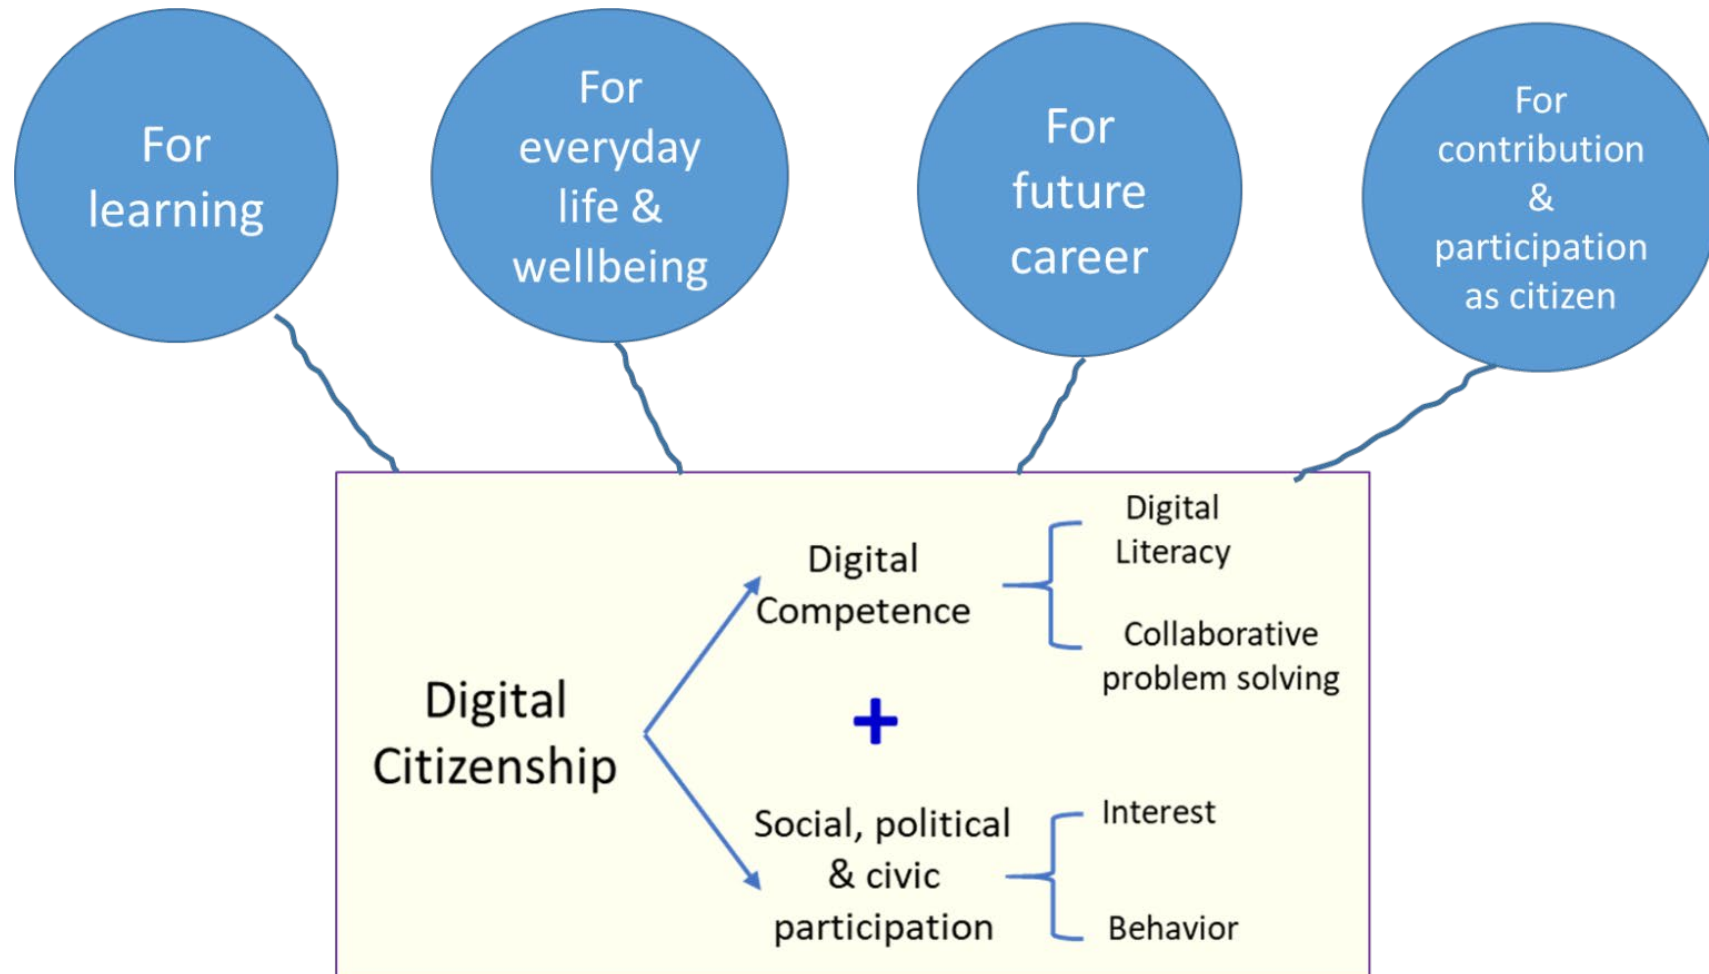 For
learning
For
everyday
life &
wellbeing
For
future
career
For
contribution
&
participation
as citizen
Digital
Citizenship
Digital
Competence
Digital
Literacy
Collaborative
problem solving
+
Social, political
& civic
participation
Interest
Behavior